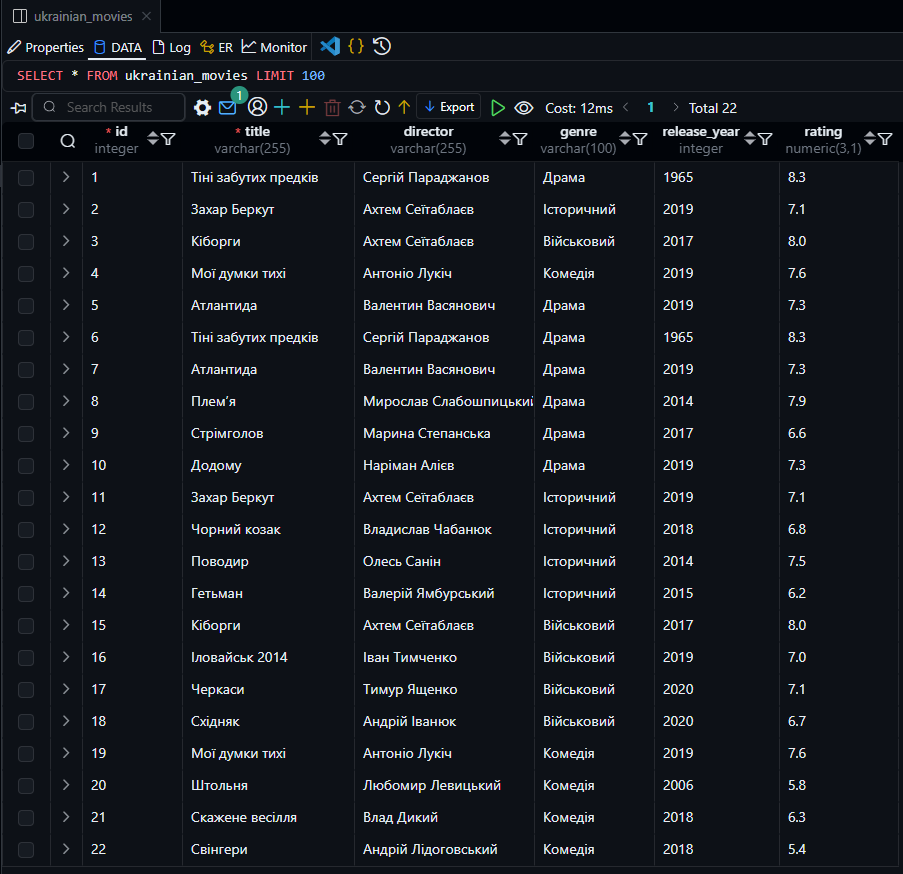 ukrainian_movies
Properties DATA Log ER Monitor {}
SELECT * FROM ukrainian_movies LIMIT 100
Search Results 1 Export Cost: 12ms 1 Total 22
* id * title director genre release_year rating
integer varchar(255) varchar(255) varchar(100) integer numeric(3,1)
1 Тіні забутих предків Сергій Параджанов Драма 1965 8.3
2 Захар Беркут Ахтем Сеїтаблаєв Історичний 2019 7.1
3 Кіборги Ахтем Сеїтаблаєв Військовий 2017 8.0
4 Мої думки тихі Антоніо Лукіч Комедія 2019 7.6
5 Атлантида Валентин Васянович Драма 2019 7.3
6 Тіні забутих предків Сергій Параджанов Драма 1965 8.3
7 Атлантида Валентин Васянович Драма 2019 7.3
8 Плем’я Мирослав Слабошпицький Драма 2014 7.9
9 Стрімголов Марина Степанська Драма 2017 6.6
10 Додому Наріман Алієв Драма 2019 7.3
11 Захар Беркут Ахтем Сеїтаблаєв Історичний 2019 7.1
12 Чорний козак Владислав Чабанюк Історичний 2018 6.8
13 Поводир Олесь Санін Історичний 2014 7.5
14 Гетьман Валерій Ямбурський Історичний 2015 6.2
15 Кіборги Ахтем Сеїтаблаєв Військовий 2017 8.0
16 Іловайськ 2014 Іван Тимченко Військовий 2019 7.0
17 Черкаси Тимур Ященко Військовий 2020 7.1
18 Східняк Андрій Іванюк Військовий 2020 6.7
19 Мої думки тихі Антоніо Лукіч Комедія 2019 7.6
20 Штольня Любомир Левицький Комедія 2006 5.8
21 Скажене весілля Влад Дикий Комедія 2018 6.3
22 Свінгери Андрій Лідоговський Комедія 2018 5.4